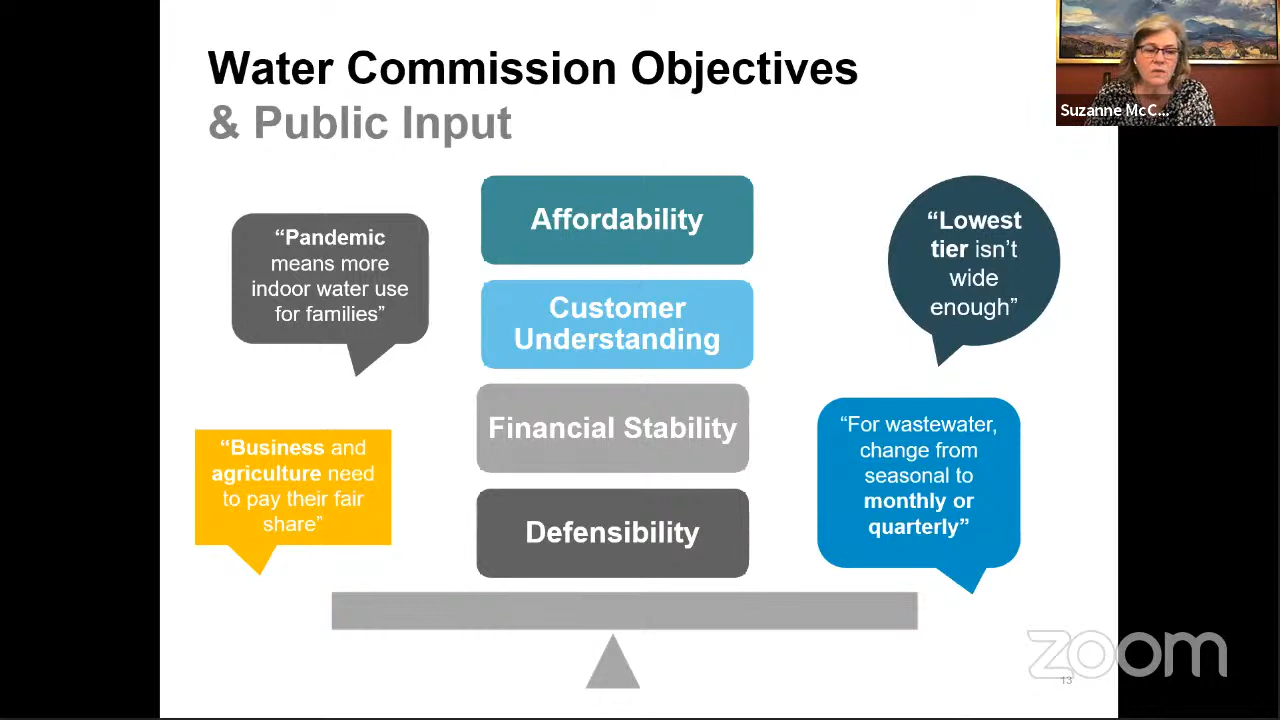 Water Commission Objectives
& Public Input
Suzanne McC...
Affordability
“Pandemic
means more
indoor water use
for families”
Customer
Understanding
“Lowest
tier isn’t
wide
enough”
Financial Stability
“Business and
agriculture need
to pay their fair
share”
“For wastewater,
change from
seasonal to
monthly or
quarterly”
Defensibility
zoom
13